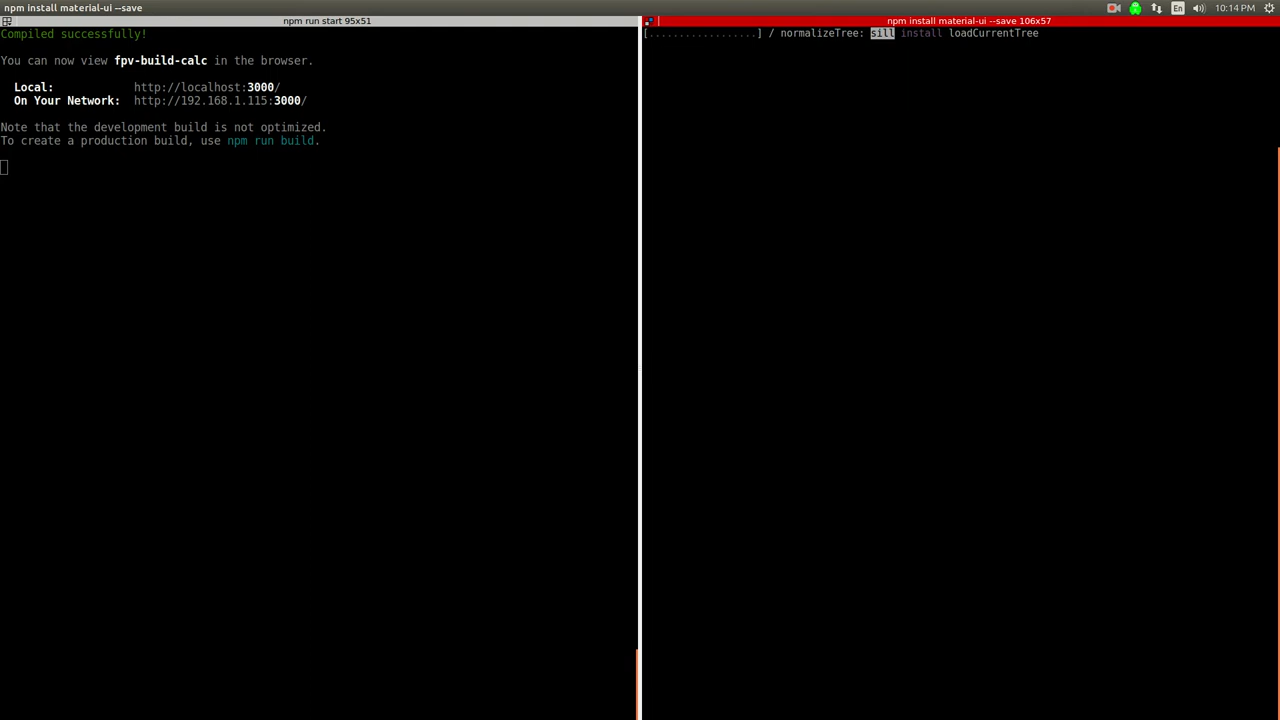 npm install material-ui --save
En
10:14 PM
npm run start 95x51
Compiled successfully!
You can now view fpv-build-calc in the browser.
Local: http://localhost:3000/
On Your Network: http://192.168.1.115:3000/
Note that the development build is not optimized.
To create a production build, use npm run build.
npm install material-ui --save 106x57
[..................] / normalizeTree: sill install loadCurrentTree